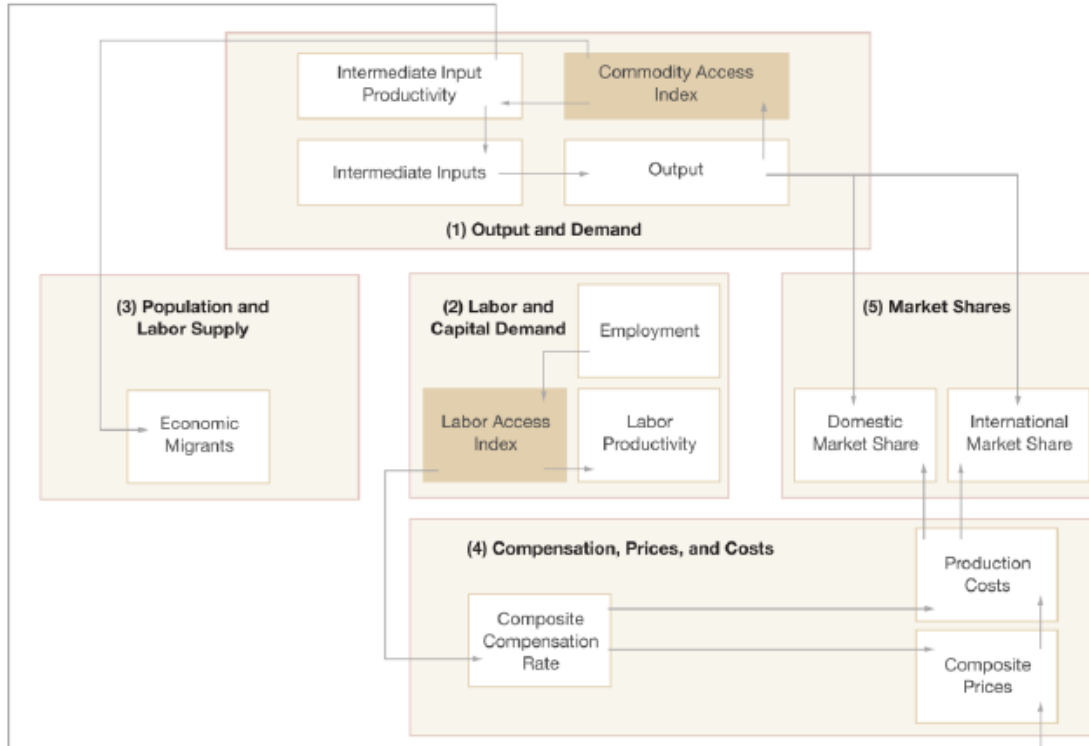 Intermediate Input
Productivity
Commodity Access
Index
Intermediate Inputs
Output
(1) Output and Demand
(3) Population and
Labor Supply
Economic
Migrants
(2) Labor and
Capital Demand
Employment
Labor Access
Index
Labor
Productivity
(5) Market Shares
Domestic
Market Share
International
Market Share
(4) Compensation, Prices, and Costs
Composite
Compensation
Rate
Production
Costs
Composite
Prices